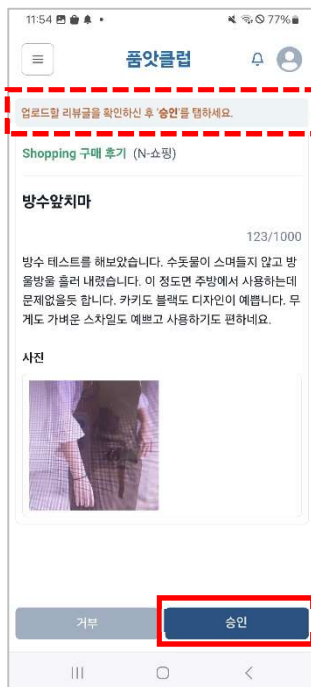 11:54
77%
품앗클럽
업로드할 리뷰글을 확인하신 후 '승인'를 탭하세요.
Shopping 구매 후기 (N-쇼핑)
방수앞치마
123/1000
방수 테스트를 해보았습니다. 수돗물이 스며들지 않고 방
울방울 흘러 내렸습니다. 이 정도면 주방에서 사용하는데
문제없을듯 합니다. 카키도 블랙도 디자인이 예쁩니다. 무
게도 가벼운 스차일도 예쁘고 사용하기도 편하네요.
사진
거부
승인